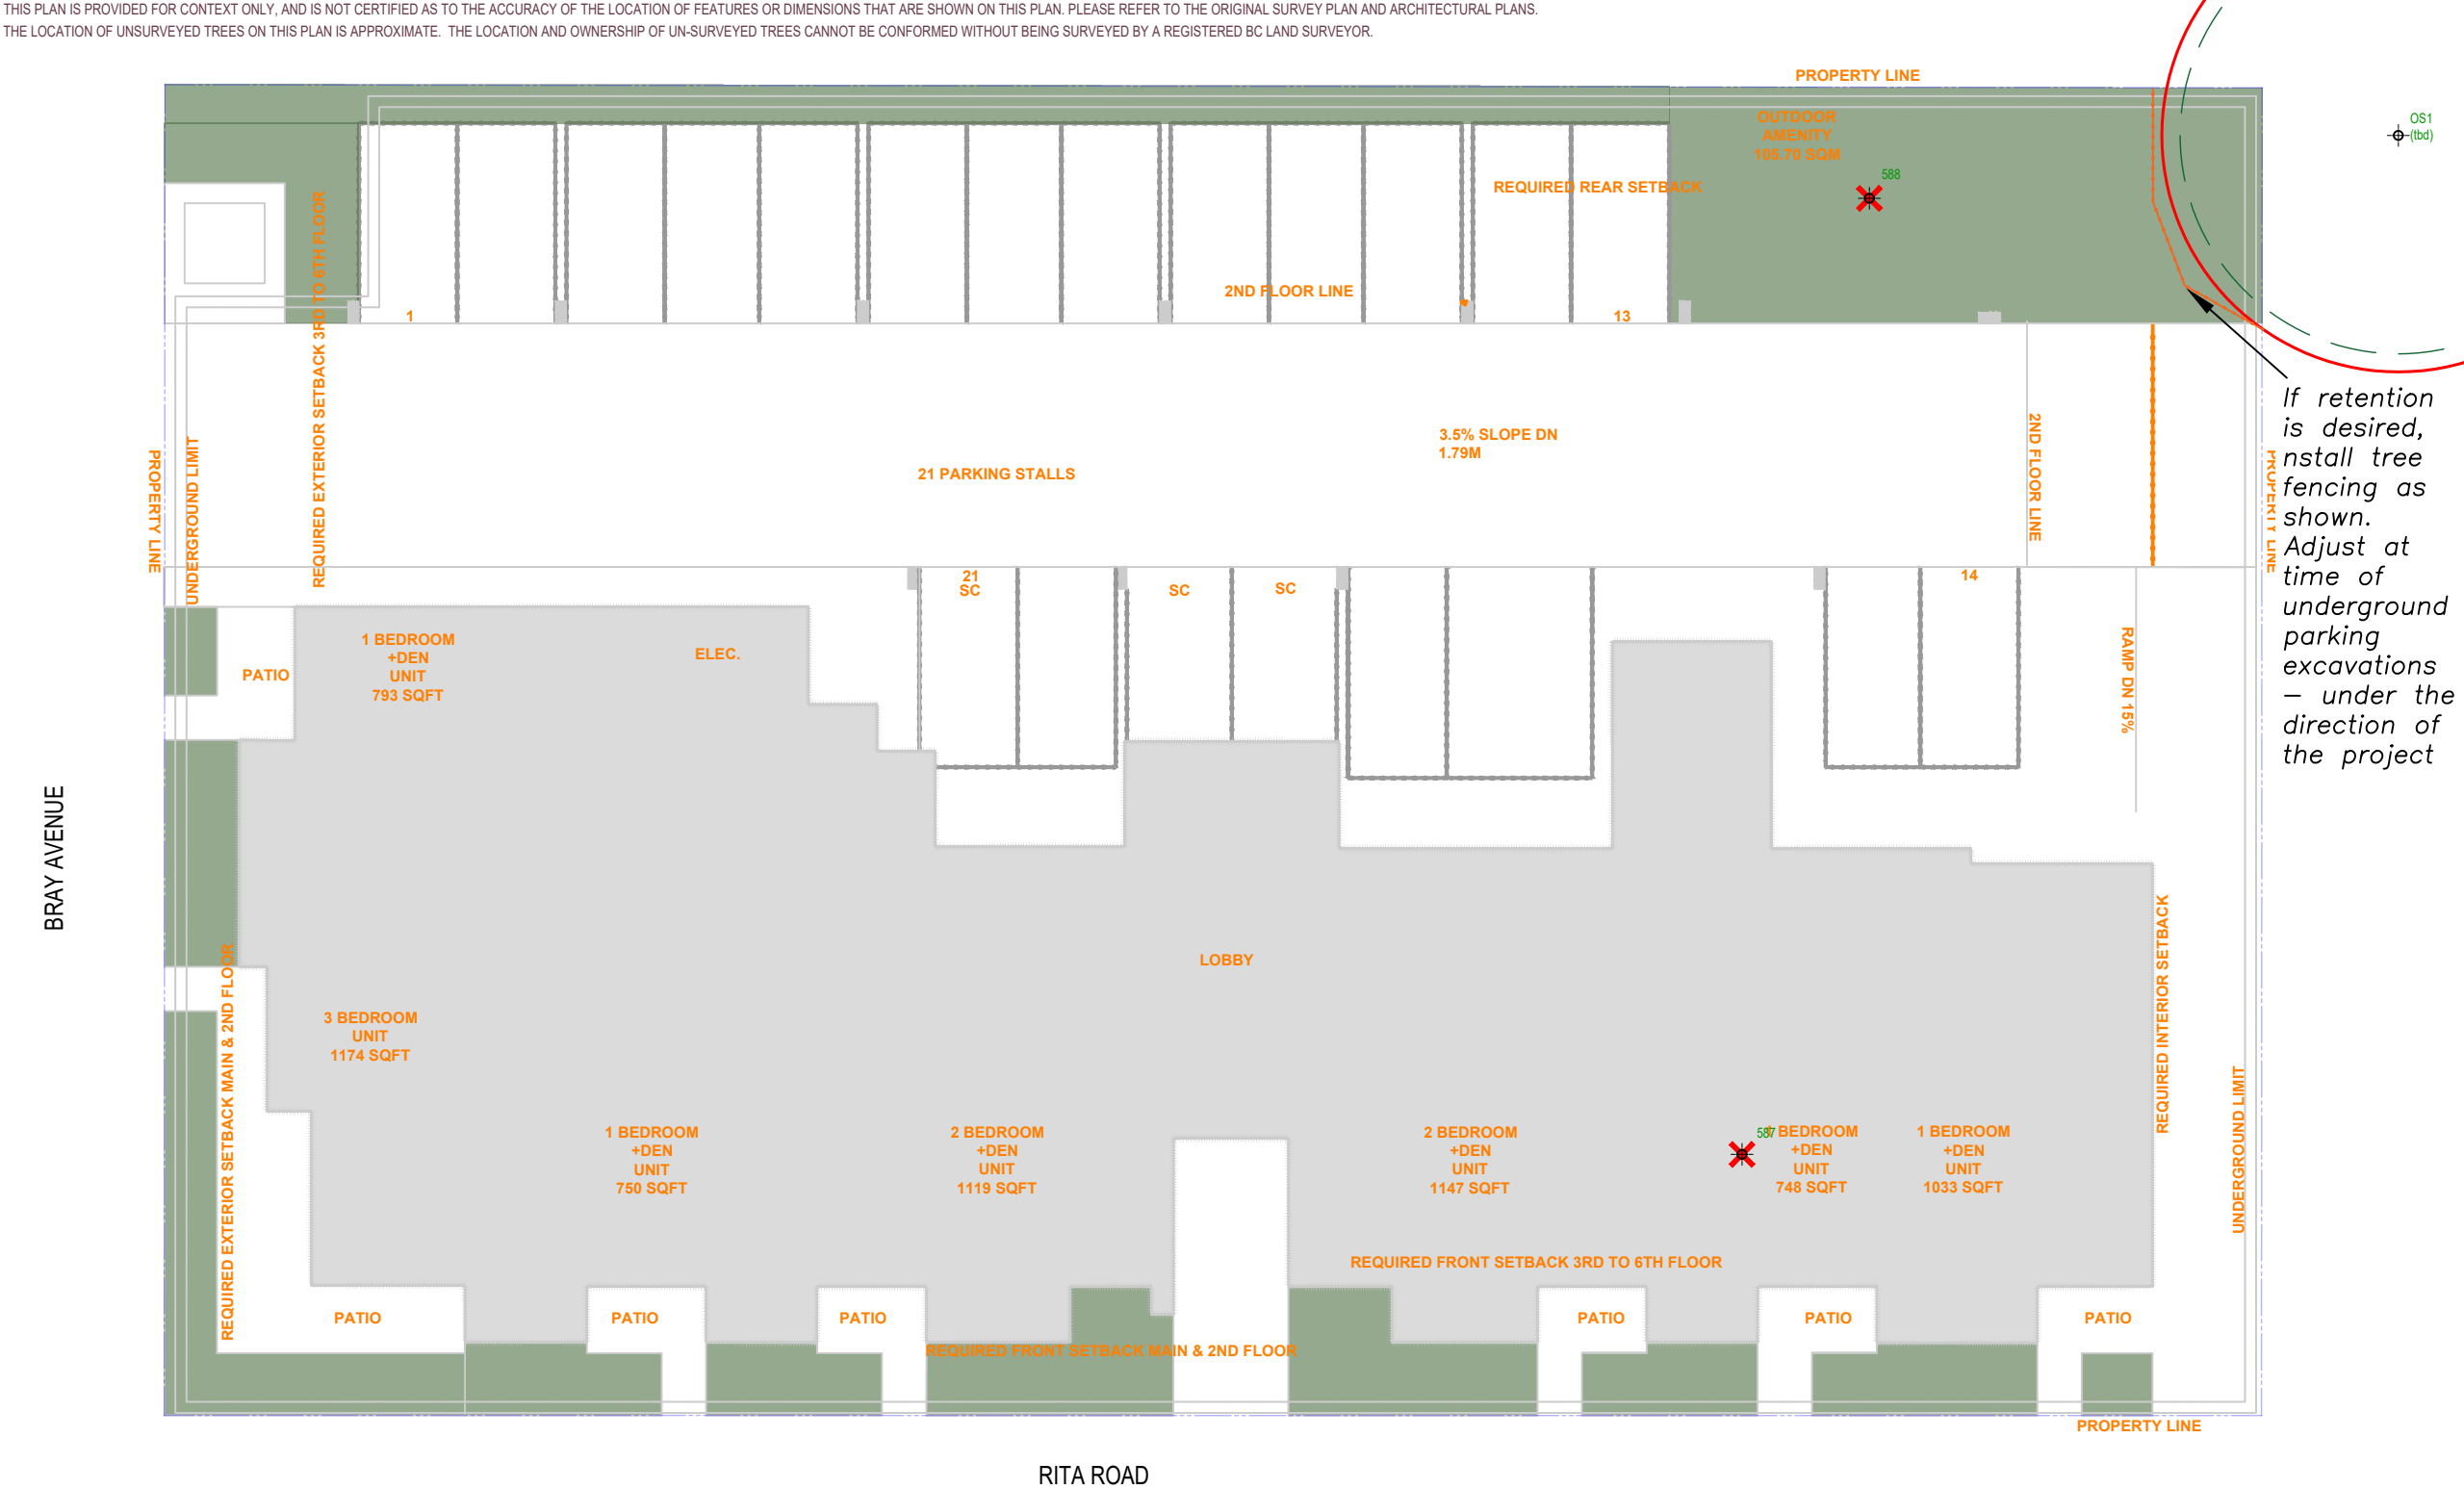 THIS PLAN IS PROVIDED FOR CONTEXT ONLY, AND IS NOT CERTIFIED AS TO THE ACCURACY OF THE LOCATION OF FEATURES OR DIMENSIONS THAT ARE SHOWN ON THIS PLAN. PLEASE REFER TO THE ORIGINAL SURVEY PLAN AND ARCHITECTURAL PLANS.
THE LOCATION OF UNSURVEYED TREES ON THIS PLAN IS APPROXIMATE. THE LOCATION AND OWNERSHIP OF UN-SURVEYED TREES CANNOT BE CONFORMED WITHOUT BEING SURVEYED BY A REGISTERED BC LAND SURVEYOR.
PROPERTY LINE
OUTDOOR
AMENITY
105.70 SQM
OS1
(tbd)
588
REQUIRED REAR SETBACK
REQUIRED EXTERIOR SETBACK 3RD TO 6TH FLOOR
2ND FLOOR LINE
1
13
3.5% SLOPE DN
1.79M
21 PARKING STALLS
PROPERTY LINE
UNDERGROUND LIMIT
2ND FLOOR LINE
PROPERTY LINE
If retention
is desired,
nstall tree
fencing as
shown.
Adjust at
time of
underground
parking
excavations
– under the
direction of
the project
21
SC
SC
SC
14
1 BEDROOM
+DEN
UNIT
793 SQFT
PATIO
ELEC.
RAMP DN 15%
BRAY AVENUE
LOBBY
REQUIRED EXTERIOR SETBACK MAIN & 2ND FLOOR
3 BEDROOM
UNIT
1174 SQFT
REQUIRED INTERIOR SETBACK
UNDERGROUND LIMIT
1 BEDROOM
+DEN
UNIT
750 SQFT
2 BEDROOM
+DEN
UNIT
1119 SQFT
2 BEDROOM
+DEN
UNIT
1147 SQFT
587
1 BEDROOM
+DEN
UNIT
748 SQFT
1 BEDROOM
+DEN
UNIT
1033 SQFT
REQUIRED FRONT SETBACK 3RD TO 6TH FLOOR
PATIO
PATIO
PATIO
PATIO
PATIO
PATIO
REQUIRED FRONT SETBACK MAIN & 2ND FLOOR
PROPERTY LINE
RITA ROAD